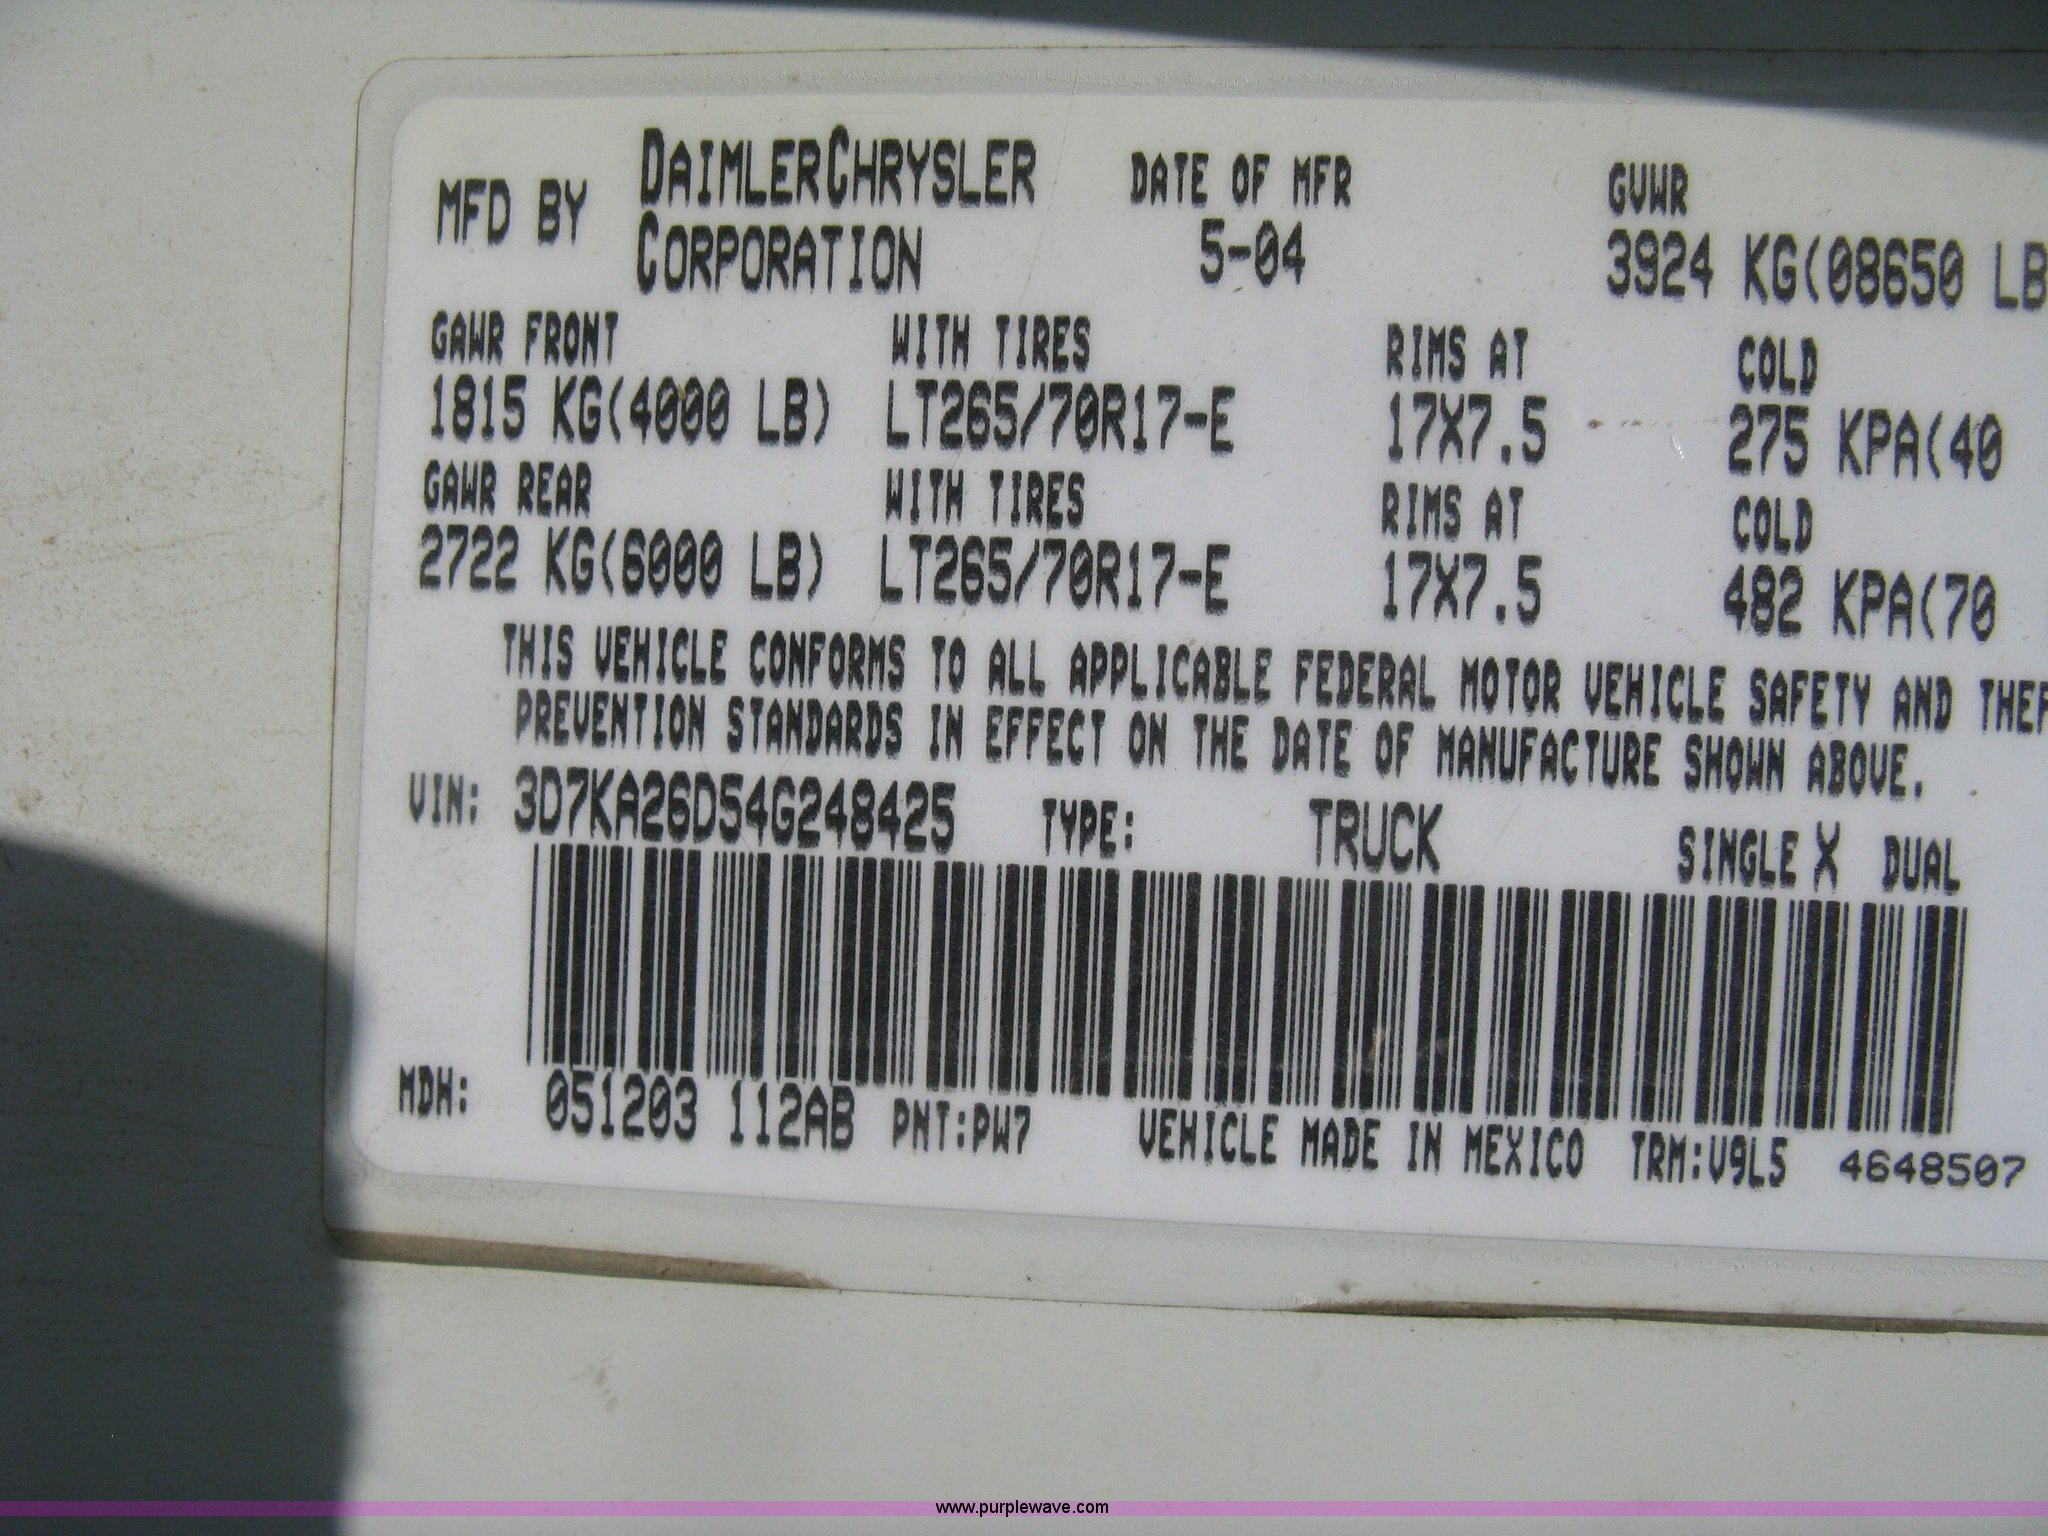 MFD BY DAIMLERCHRYSLER CORPORATION DATE OF MFR 5-04 GVWR 3924 KG(08650 LB
GAWR FRONT WITH TIRES RIMS AT COLD
1815 KG(4000 LB) LT265/70R17-E 17X7.5 275 KPA(40
GAWR REAR WITH TIRES RIMS AT COLD
2722 KG(6000 LB) LT265/70R17-E 17X7.5 482 KPA(70
THIS VEHICLE CONFORMS TO ALL APPLICABLE FEDERAL MOTOR VEHICLE SAFETY AND THEF
PREVENTION STANDARDS IN EFFECT ON THE DATE OF MANUFACTURE SHOWN ABOVE.
VIN: 3D7KA26D54G248425 TYPE: TRUCK SINGLE X DUAL
MDH: 051203 112AB PNT:PW7 VEHICLE MADE IN MEXICO TRM:V9L5 4648507
www.purplewave.com